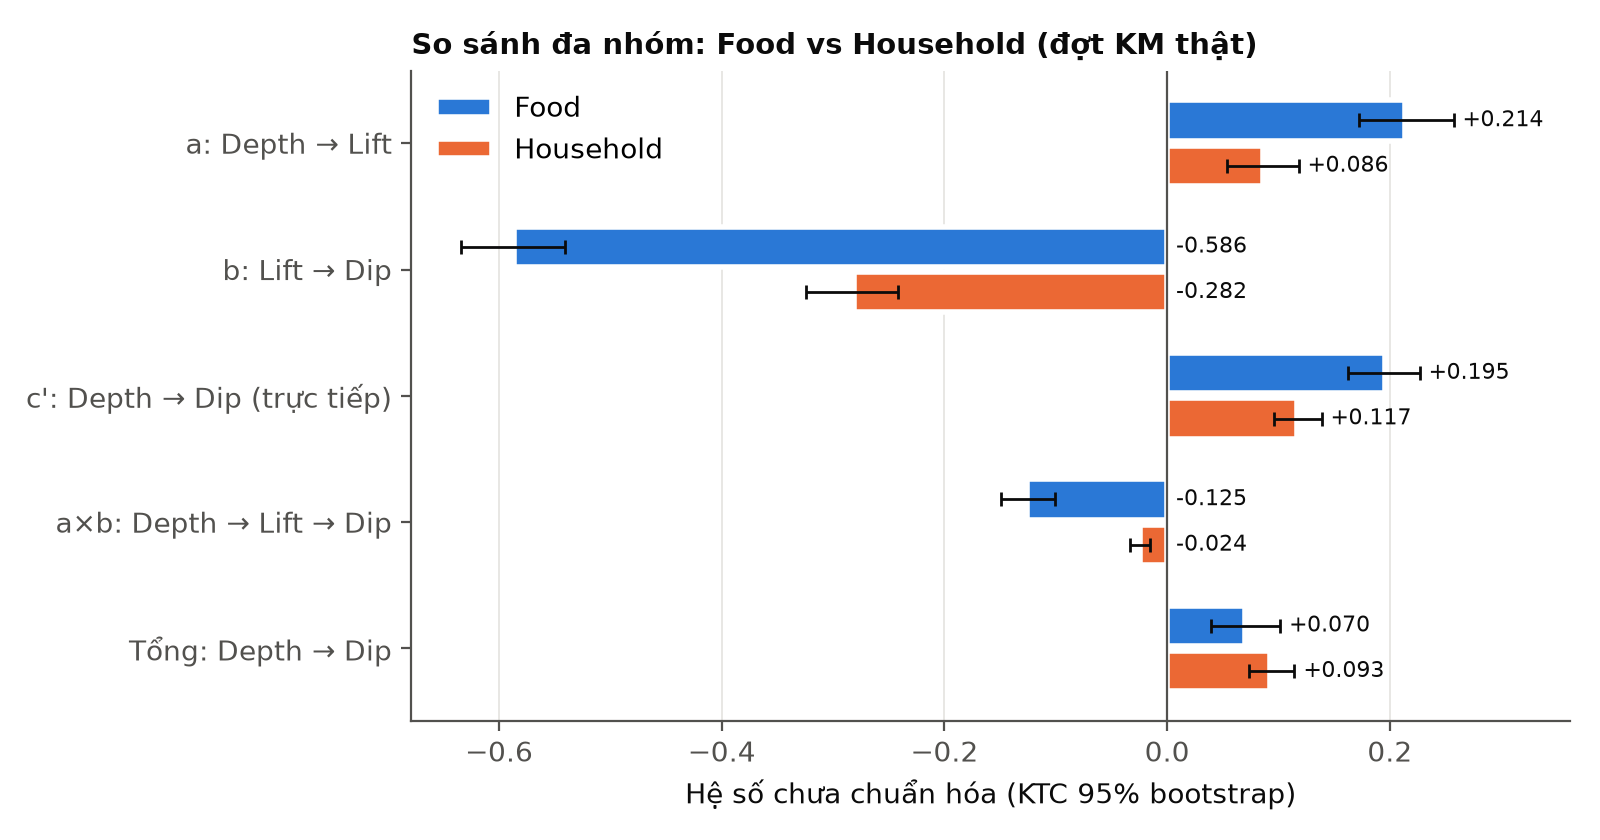 So sánh đa nhóm: Food vs Household (đợt KM thật)
Food
Household
a: Depth → Lift
+0.214
+0.086
b: Lift → Dip
-0.586
-0.282
c': Depth → Dip (trực tiếp)
+0.195
+0.117
a×b: Depth → Lift → Dip
-0.125
-0.024
Tổng: Depth → Dip
+0.070
+0.093
−0.6 −0.4 −0.2 0.0 0.2
Hệ số chưa chuẩn hóa (KTC 95% bootstrap)